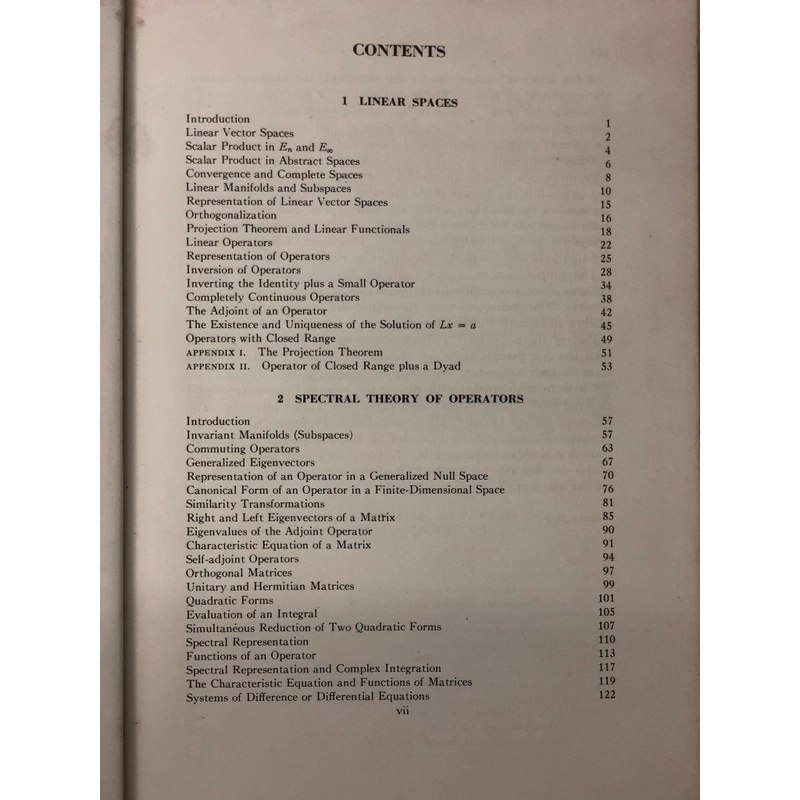 CONTENTS
1 LINEAR SPACES
Introduction 1
Linear Vector Spaces 2
Scalar Product in Eₙ and E∞ 4
Scalar Product in Abstract Spaces 6
Convergence and Complete Spaces 8
Linear Manifolds and Subspaces 10
Representation of Linear Vector Spaces 15
Orthogonalization 16
Projection Theorem and Linear Functionals 18
Linear Operators 22
Representation of Operators 25
Inversion of Operators 28
Inverting the Identity plus a Small Operator 34
Completely Continuous Operators 38
The Adjoint of an Operator 42
The Existence and Uniqueness of the Solution of Lx = a 45
Operators with Closed Range 49
APPENDIX I. The Projection Theorem 51
APPENDIX II. Operator of Closed Range plus a Dyad 53
2 SPECTRAL THEORY OF OPERATORS
Introduction 57
Invariant Manifolds (Subspaces) 57
Commuting Operators 63
Generalized Eigenvectors 67
Representation of an Operator in a Generalized Null Space 70
Canonical Form of an Operator in a Finite-Dimensional Space 76
Similarity Transformations 81
Right and Left Eigenvectors of a Matrix 85
Eigenvalues of the Adjoint Operator 90
Characteristic Equation of a Matrix 91
Self-adjoint Operators 94
Orthogonal Matrices 97
Unitary and Hermitian Matrices 99
Quadratic Forms 101
Evaluation of an Integral 105
Simultaneous Reduction of Two Quadratic Forms 107
Spectral Representation 110
Functions of an Operator 113
Spectral Representation and Complex Integration 117
The Characteristic Equation and Functions of Matrices 119
Systems of Difference or Differential Equations 122
vii